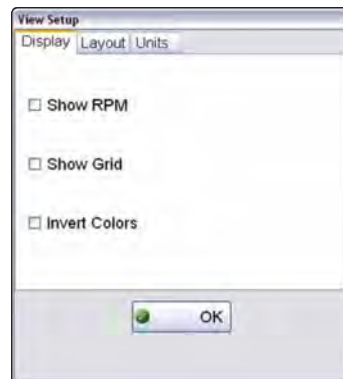 View Setup
Display Layout Units
Show RPM
Show Grid
Invert Colors
OK